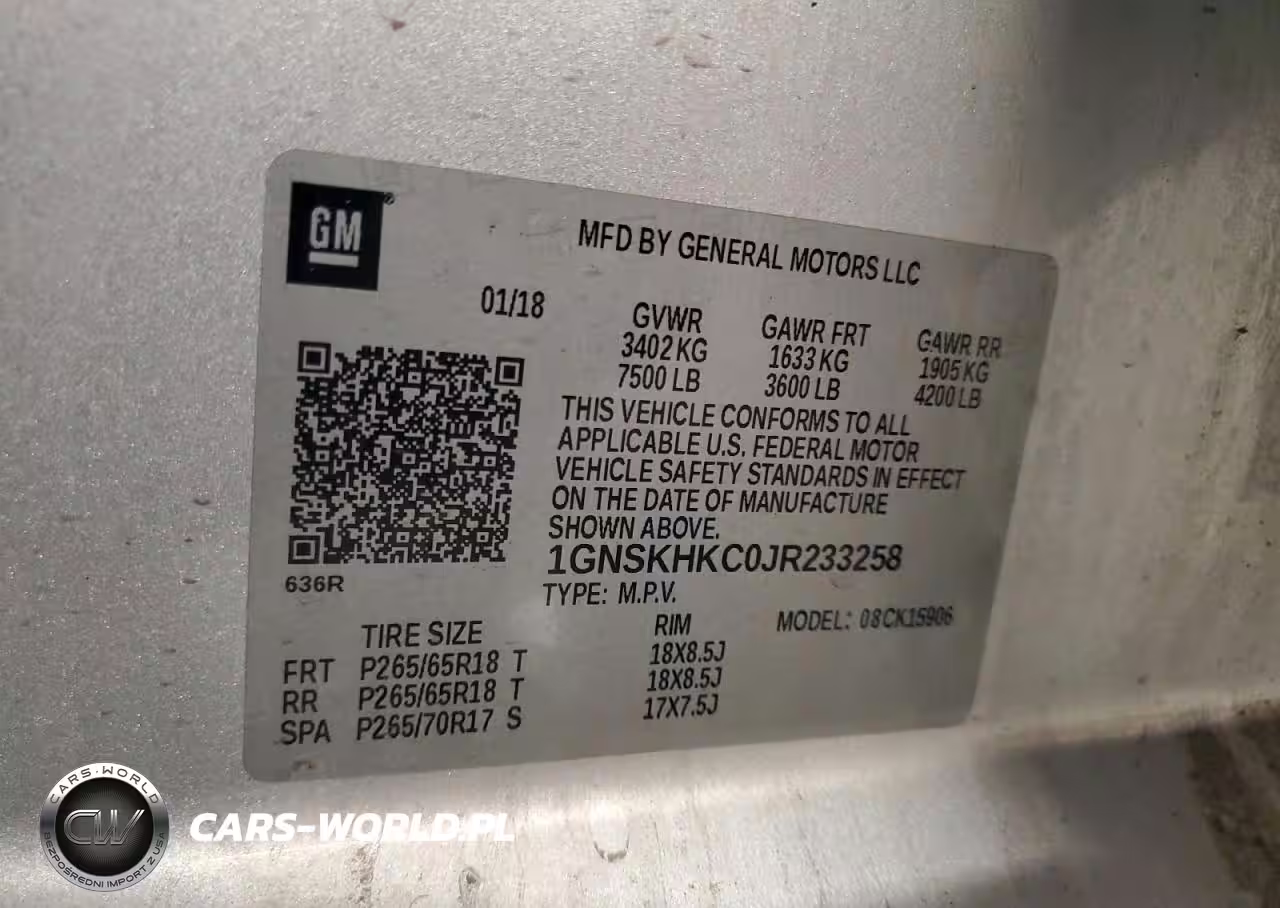 GM
®
MFD BY GENERAL MOTORS LLC
01/18
GVWR GAWR FRT GAWR RR
3402 KG 1633 KG 1905 KG
7500 LB 3600 LB 4200 LB
THIS VEHICLE CONFORMS TO ALL
APPLICABLE U.S. FEDERAL MOTOR
VEHICLE SAFETY STANDARDS IN EFFECT
ON THE DATE OF MANUFACTURE
SHOWN ABOVE.
1GNSKHKC0JR233258
636R
TYPE: M.P.V.
MODEL: 08CK15906
TIRE SIZE RIM
FRT P265/65R18 T 18X8.5J
RR P265/65R18 T 18X8.5J
SPA P265/70R17 S 17X7.5J
CARS-WORLD
CW
BEZPOŚREDNI IMPORT Z USA
CARS-WORLD.PL